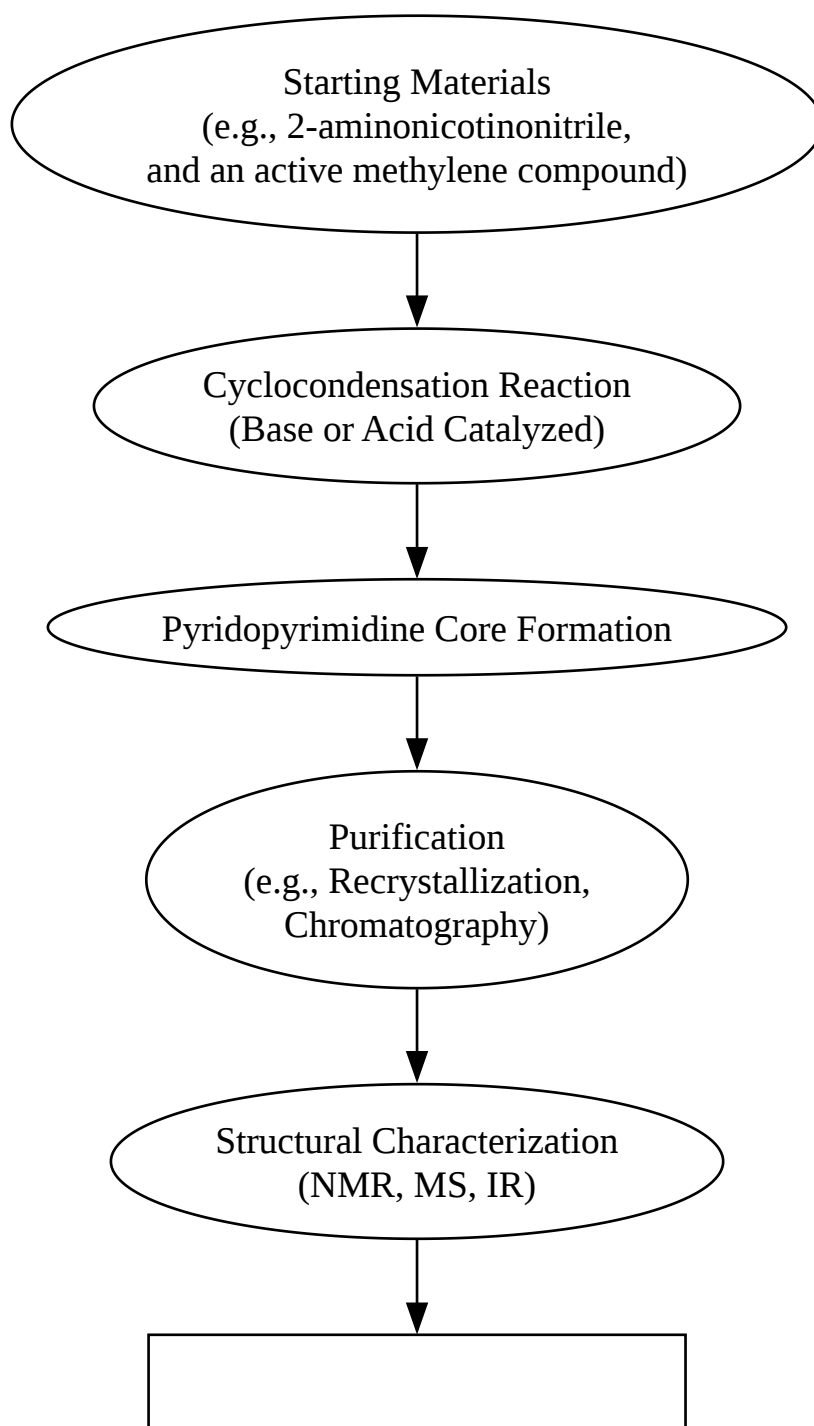 Starting Materials
(e.g., 2-aminonicotinonitrile,
and an active methylene compound)
Cyclocondensation Reaction
(Base or Acid Catalyzed)
Pyridopyrimidine Core Formation
Purification
(e.g., Recrystallization,
Chromatography)
Structural Characterization
(NMR, MS, IR)